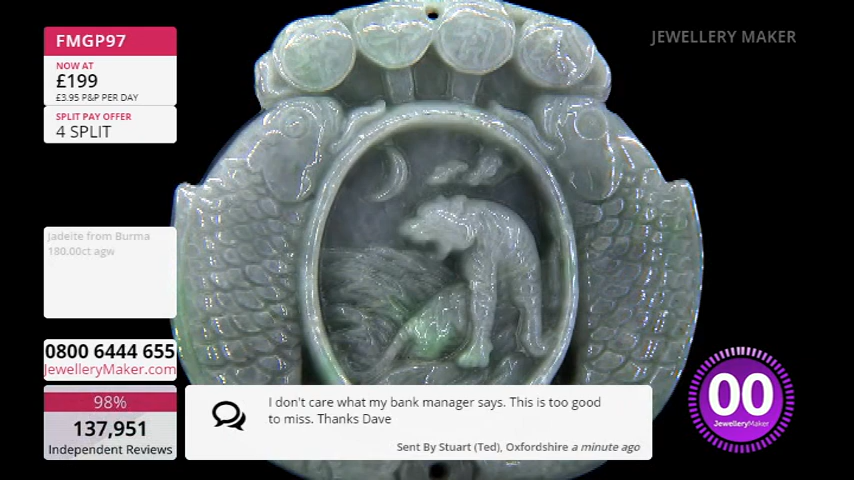 FMGP97
NOW AT
£199
£3.95 P&P PER DAY
SPLIT PAY OFFER
4 SPLIT
JEWELLERY MAKER
Jadeite from Burma
180.00ct agw
0800 6444 655
JewelleryMaker.com
98%
137,951
Independent Reviews
I don't care what my bank manager says. This is too good
to miss. Thanks Dave
Sent By Stuart (Ted), Oxfordshire a minute ago
00
JewelleryMaker